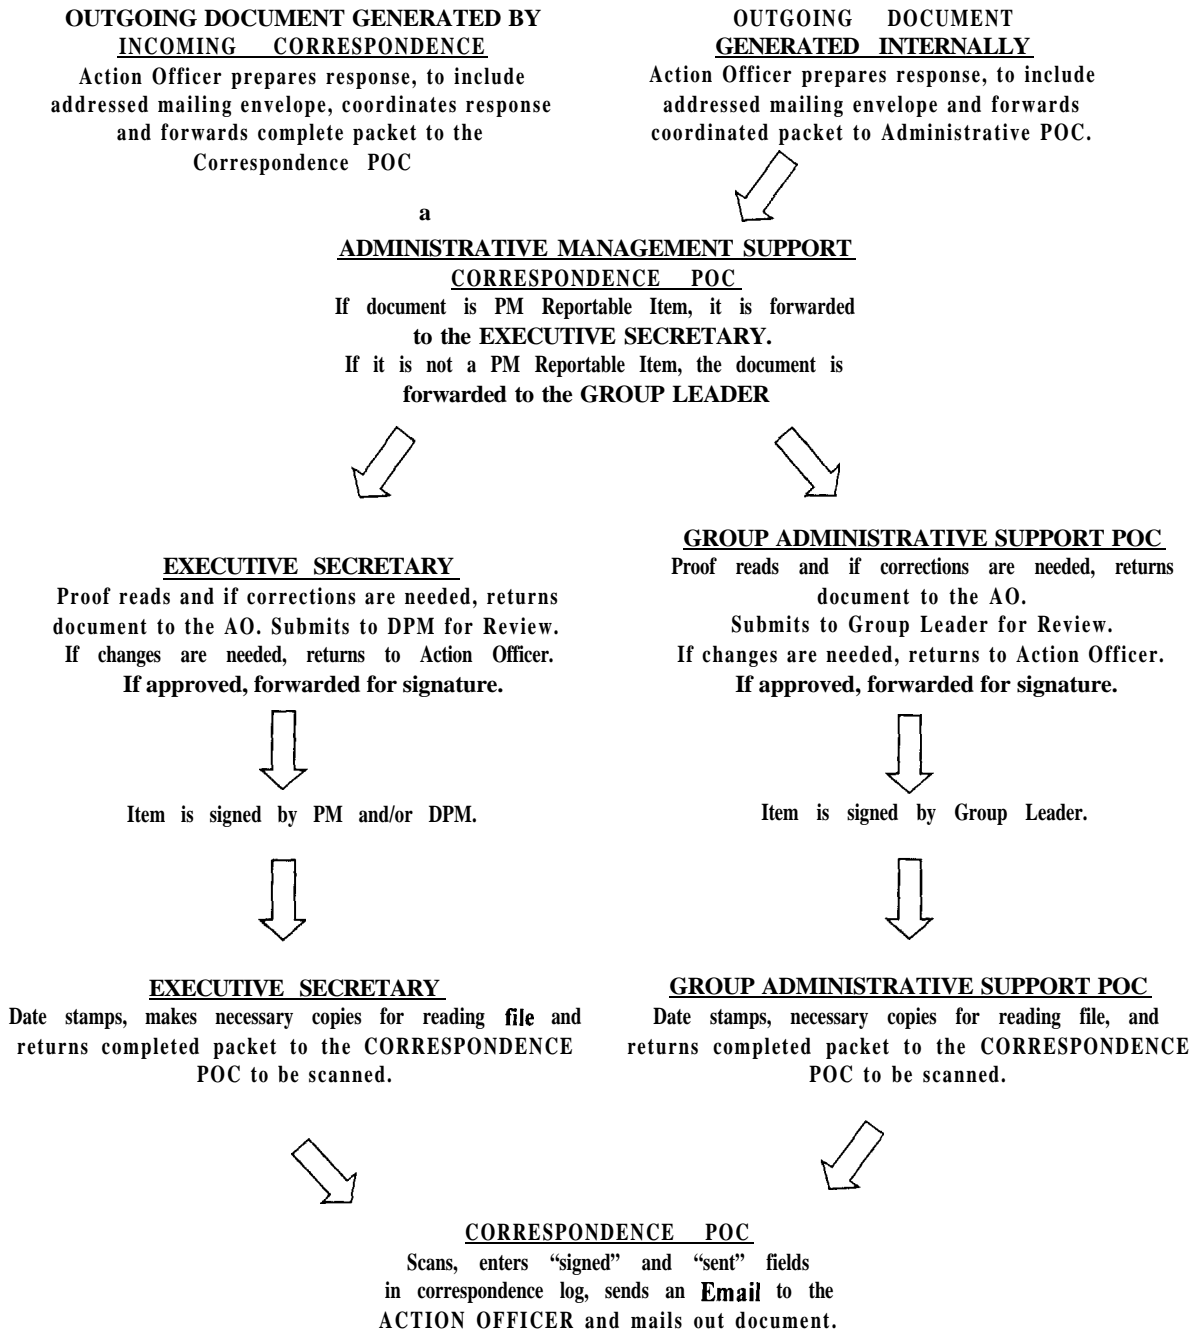 OUTGOING DOCUMENT GENERATED BY
INCOMING CORRESPONDENCE
Action Officer prepares response, to include
addressed mailing envelope, coordinates response
and forwards complete packet to the
Correspondence POC
OUTGOING DOCUMENT
GENERATED INTERNALLY
Action Officer prepares response, to include
addressed mailing envelope and forwards
coordinated packet to Administrative POC.
a
ADMINISTRATIVE MANAGEMENT SUPPORT
CORRESPONDENCE POC
If document is PM Reportable Item, it is forwarded
to the EXECUTIVE SECRETARY.
If it is not a PM Reportable Item, the document is
forwarded to the GROUP LEADER
EXECUTIVE SECRETARY
Proof reads and if corrections are needed, returns
document to the AO. Submits to DPM for Review.
If changes are needed, returns to Action Officer.
If approved, forwarded for signature.
GROUP ADMINISTRATIVE SUPPORT POC
Proof reads and if corrections are needed, returns
document to the AO.
Submits to Group Leader for Review.
If changes are needed, returns to Action Officer.
If approved, forwarded for signature.
Item is signed by PM and/or DPM.
Item is signed by Group Leader.
EXECUTIVE SECRETARY
Date stamps, makes necessary copies for reading file and
returns completed packet to the CORRESPONDENCE
POC to be scanned.
GROUP ADMINISTRATIVE SUPPORT POC
Date stamps, necessary copies for reading file, and
returns completed packet to the CORRESPONDENCE
POC to be scanned.
CORRESPONDENCE POC
Scans, enters “signed” and “sent” fields
in correspondence log, sends an Email to the
ACTION OFFICER and mails out document.